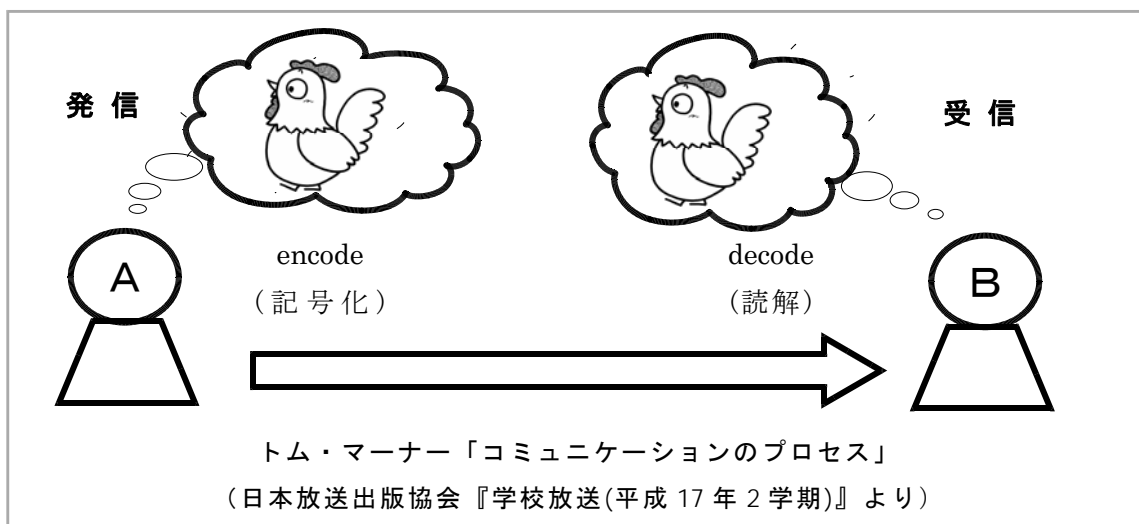 発信
受信
encode
decode
(記号化)
(読解)
A
B
トム・マーナー「コミュニケーションのプロセス」
(日本放送出版協会『学校放送(平成 17 年 2 学期)』より)